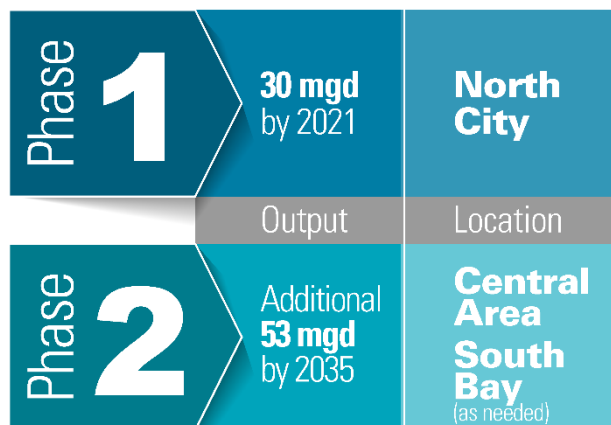 Phase 1
30 mgd
by 2021
North
City
Output
Location
Phase 2
Additional
53 mgd
by 2035
Central
Area
South
Bay
(as needed)